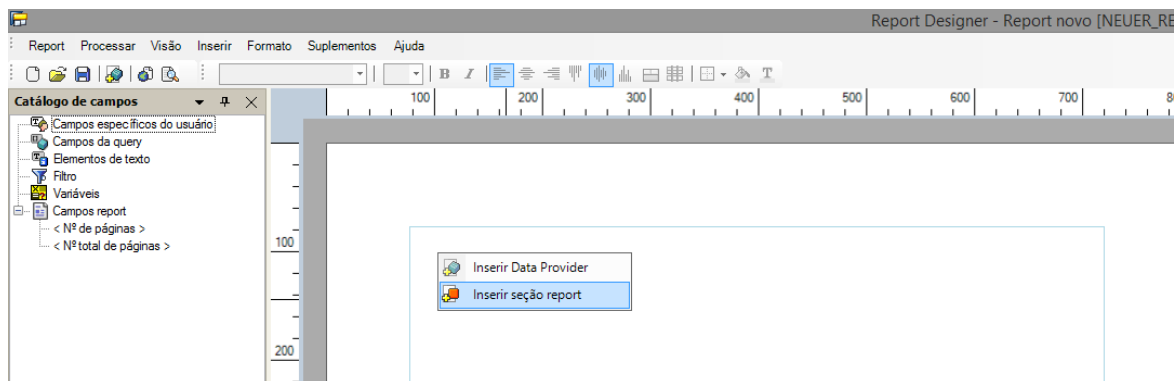 Report Designer - Report novo [NEUER_RE
Report Processar Visão Inserir Formato Suplementos Ajuda
B I T
Catálogo de campos
100 200 300 400 500 600 700 8
Campos específicos do usuário
Campos da query
Elementos de texto
Filtro
Variáveis
Campos report
< Nº de páginas >
< Nº total de páginas >
100
Inserir Data Provider
Inserir seção report
200